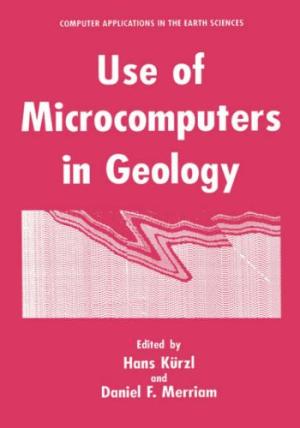 COMPUTER APPLICATIONS IN THE EARTH SCIENCES
Use of
Microcomputers
in Geology
Edited by
Hans Kürzl
and
Daniel F. Merriam